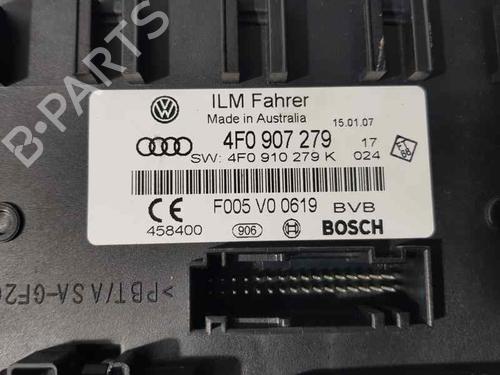 B-PARTS
ILM Fahrer
Made in Australia
15.01.07
4F0 907 279
17
SW: 4F0 910 279 K
024
F005 V0 0619
BVB
458400
906
BOSCH
>PBT/ASA-GF20